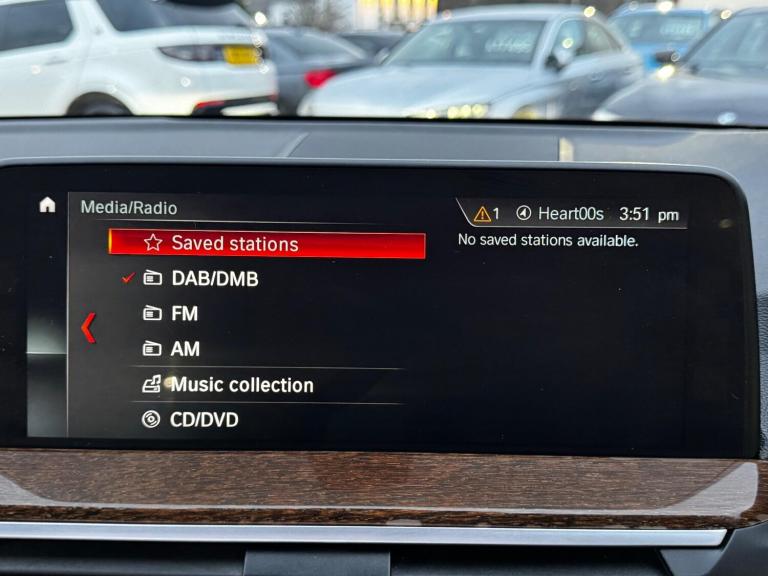 Media/Radio
1 Heart00s 3:51 pm
Saved stations
No saved stations available.
DAB/DMB
FM
AM
Music collection
CD/DVD